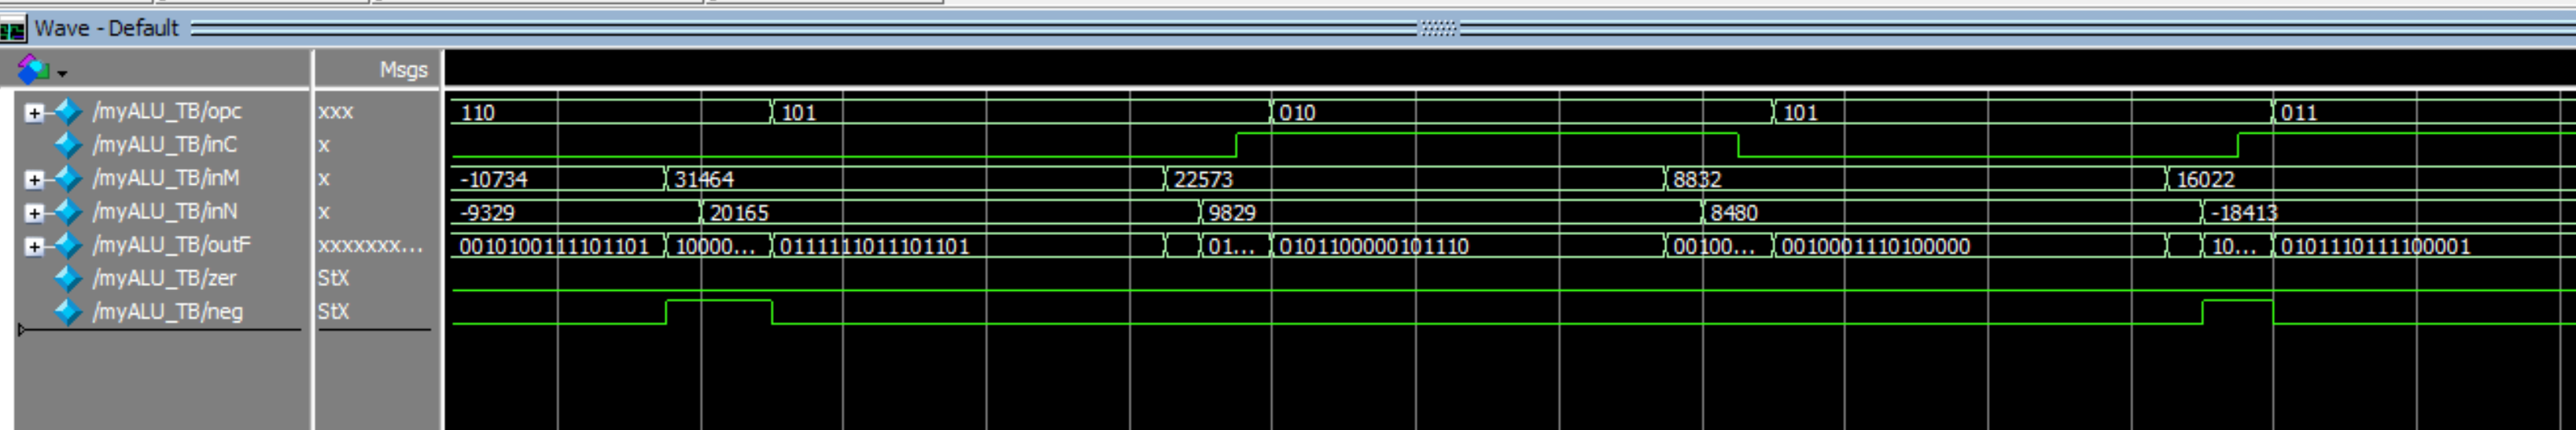 Wave - Default
Msgs
/myALU_TB/opc xxx 110 101 010 101 011
/myALU_TB/inC x
/myALU_TB/inM x -10734 31464 22573 8832 16022
/myALU_TB/inN x -9329 20165 9829 8480 -18413
/myALU_TB/outF xxxxxxx... 0010100111101101 10000... 0111111011101101 01... 0101100000101110 00100... 0010001110100000 10... 0101110111100001
/myALU_TB/zer StX
/myALU_TB/neg StX